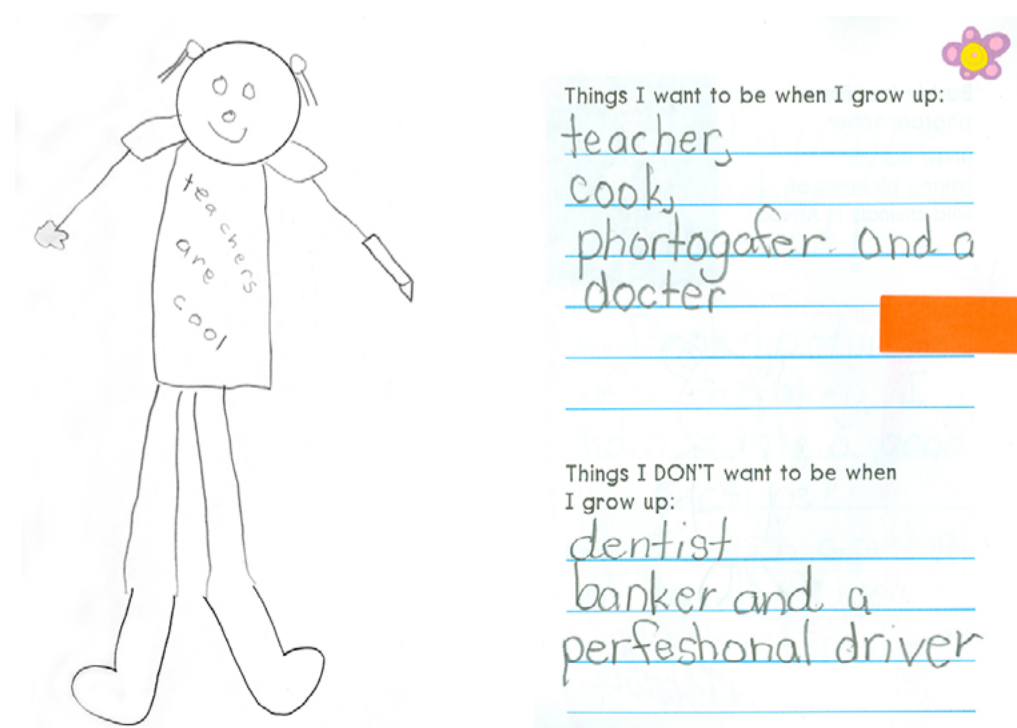 teachers
are
cool
Things I want to be when I grow up:
teacher,
cook,
phortogafer and a
docter
Things I DON'T want to be when
I grow up:
dentist
banker and a
perfeshonal driver